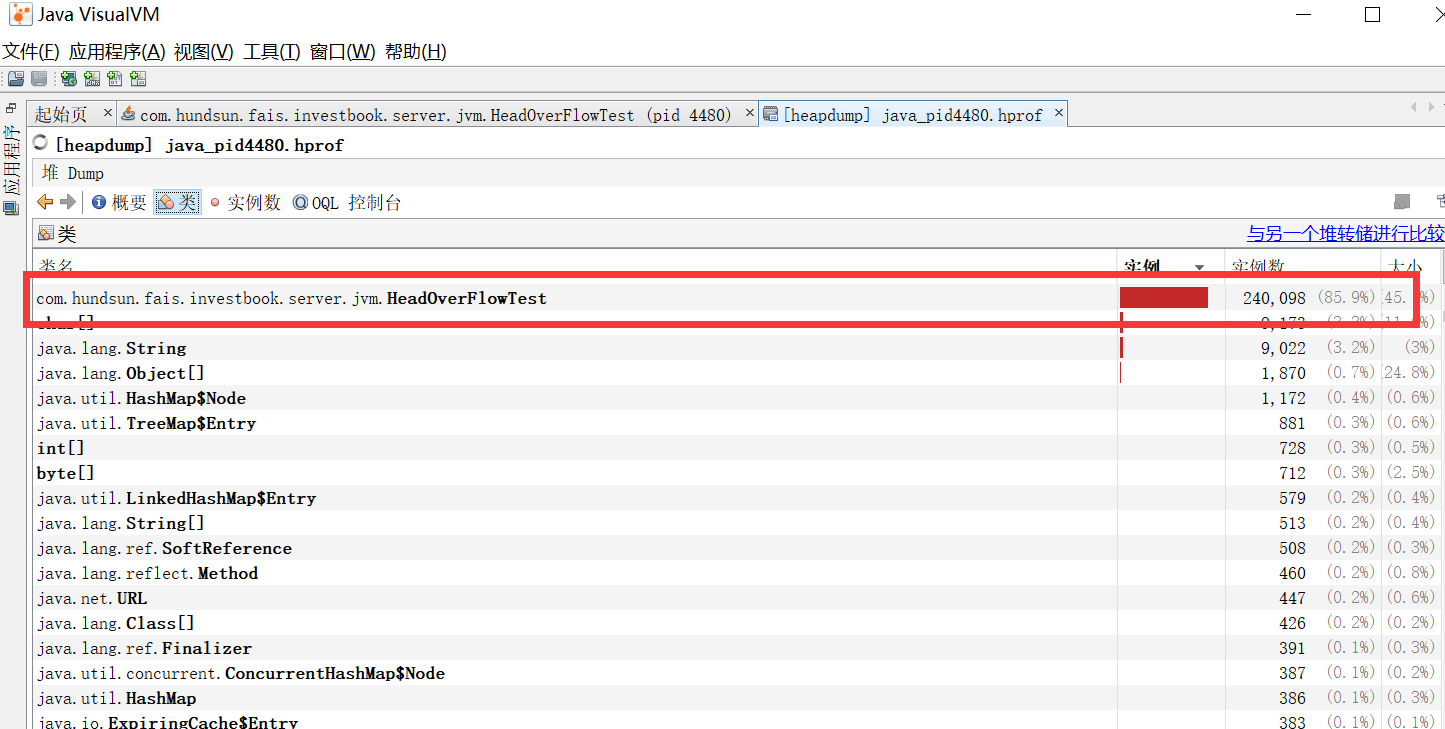 Java VisualVM
文件(F) 应用程序(A) 视图(V) 工具(T) 窗口(W) 帮助(H)
应用程序
起始页 × com.hundsun.fais.investbook.server.jvm.HeadOverFlowTest (pid 4480) × [heapdump] java_pid4480.hprof ×
[heapdump] java_pid4480.hprof
堆 Dump
概要 类 实例数 OQL 控制台
类 与另一个堆转储进行比较
类名 实例 实例数 大小
com.hundsun.fais.investbook.server.jvm.HeadOverFlowTest 240,098 (85.9%)
char[]
java.lang.String 9,022 (3.2%) (3%)
java.lang.Object[] 1,870 (0.7%) (24.8%)
java.util.HashMap$Node 1,172 (0.4%) (0.6%)
java.util.TreeMap$Entry 881 (0.3%) (0.6%)
int[] 728 (0.3%) (0.5%)
byte[] 712 (0.3%) (2.5%)
java.util.LinkedHashMap$Entry 579 (0.2%) (0.4%)
java.lang.String[] 513 (0.2%) (0.4%)
java.lang.ref.SoftReference 508 (0.2%) (0.3%)
java.lang.reflect.Method 460 (0.2%) (0.8%)
java.net.URL 447 (0.2%) (0.6%)
java.lang.Class[] 426 (0.2%) (0.2%)
java.lang.ref.Finalizer 391 (0.1%) (0.3%)
java.util.concurrent.ConcurrentHashMap$Node 387 (0.1%) (0.2%)
java.util.HashMap 386 (0.1%) (0.3%)
java.io.ExpiringCache$Entry 383 (0.1%) (0.1%)